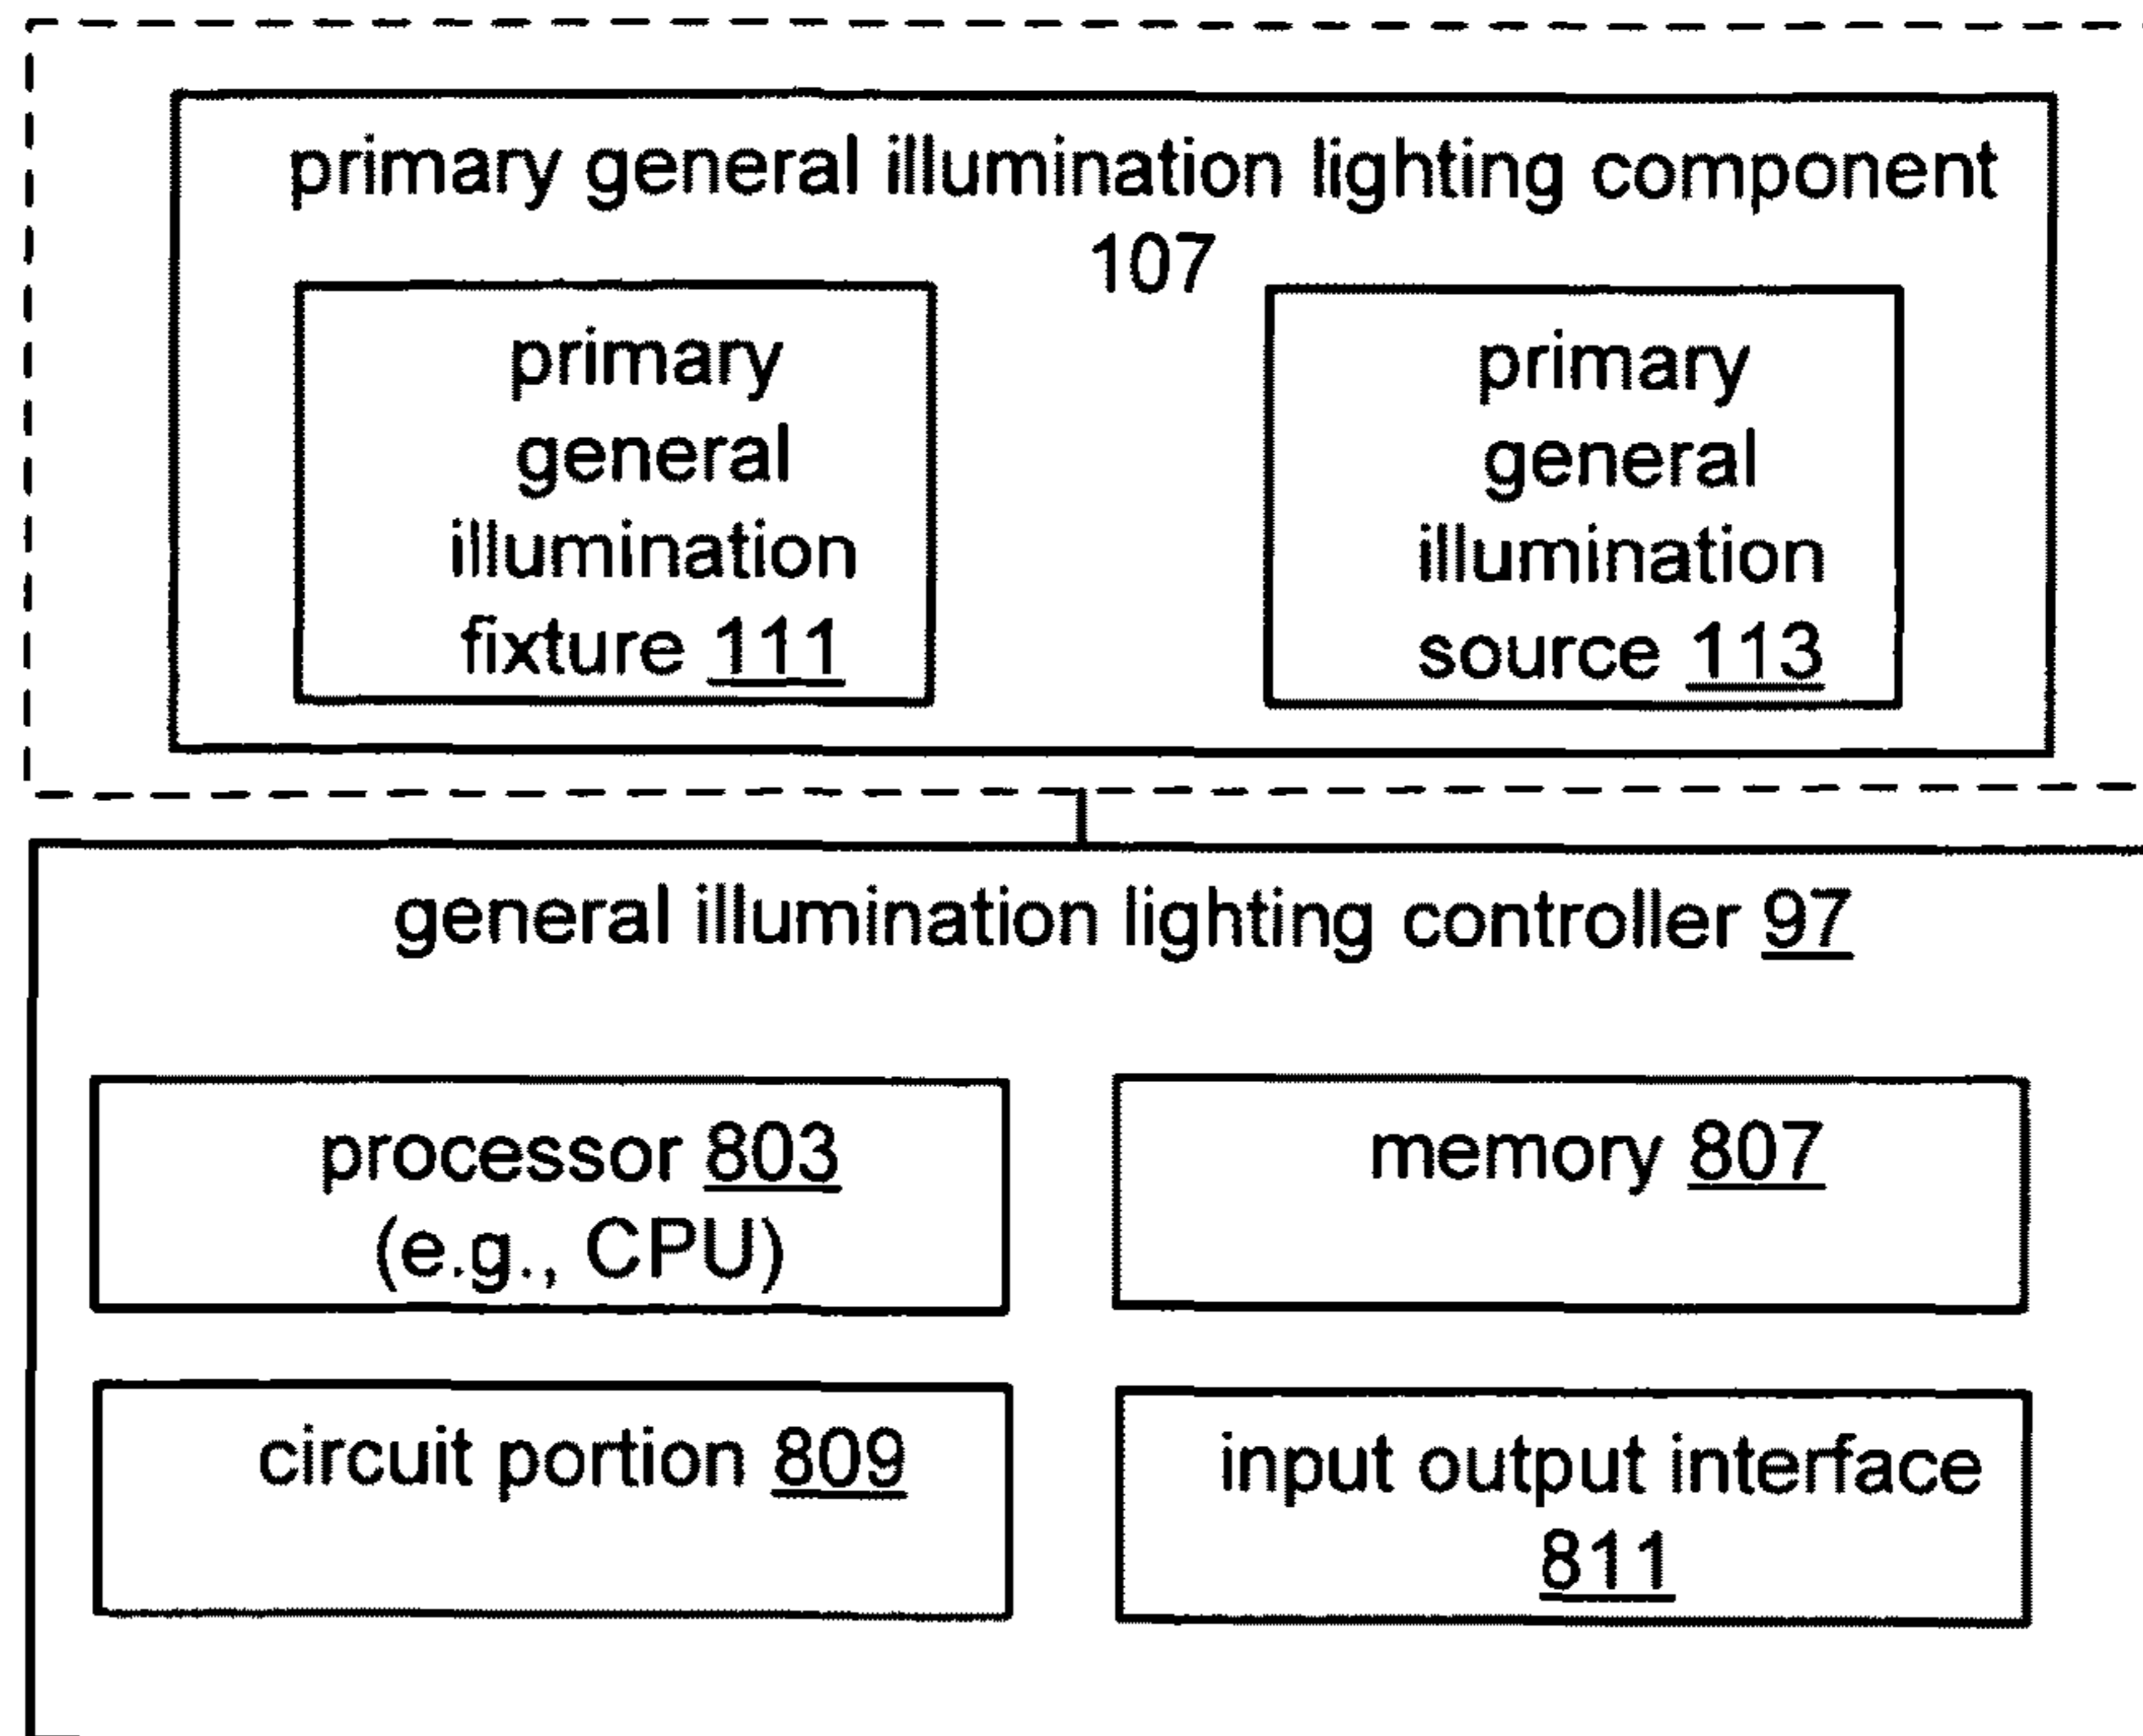 primary general illumination lighting component
107
primary
general
illumination
fixture 111
primary
general
illumination
source 113
general illumination lighting controller 97
processor 803
(e.g., CPU)
memory 807
circuit portion 809
input output interface
811